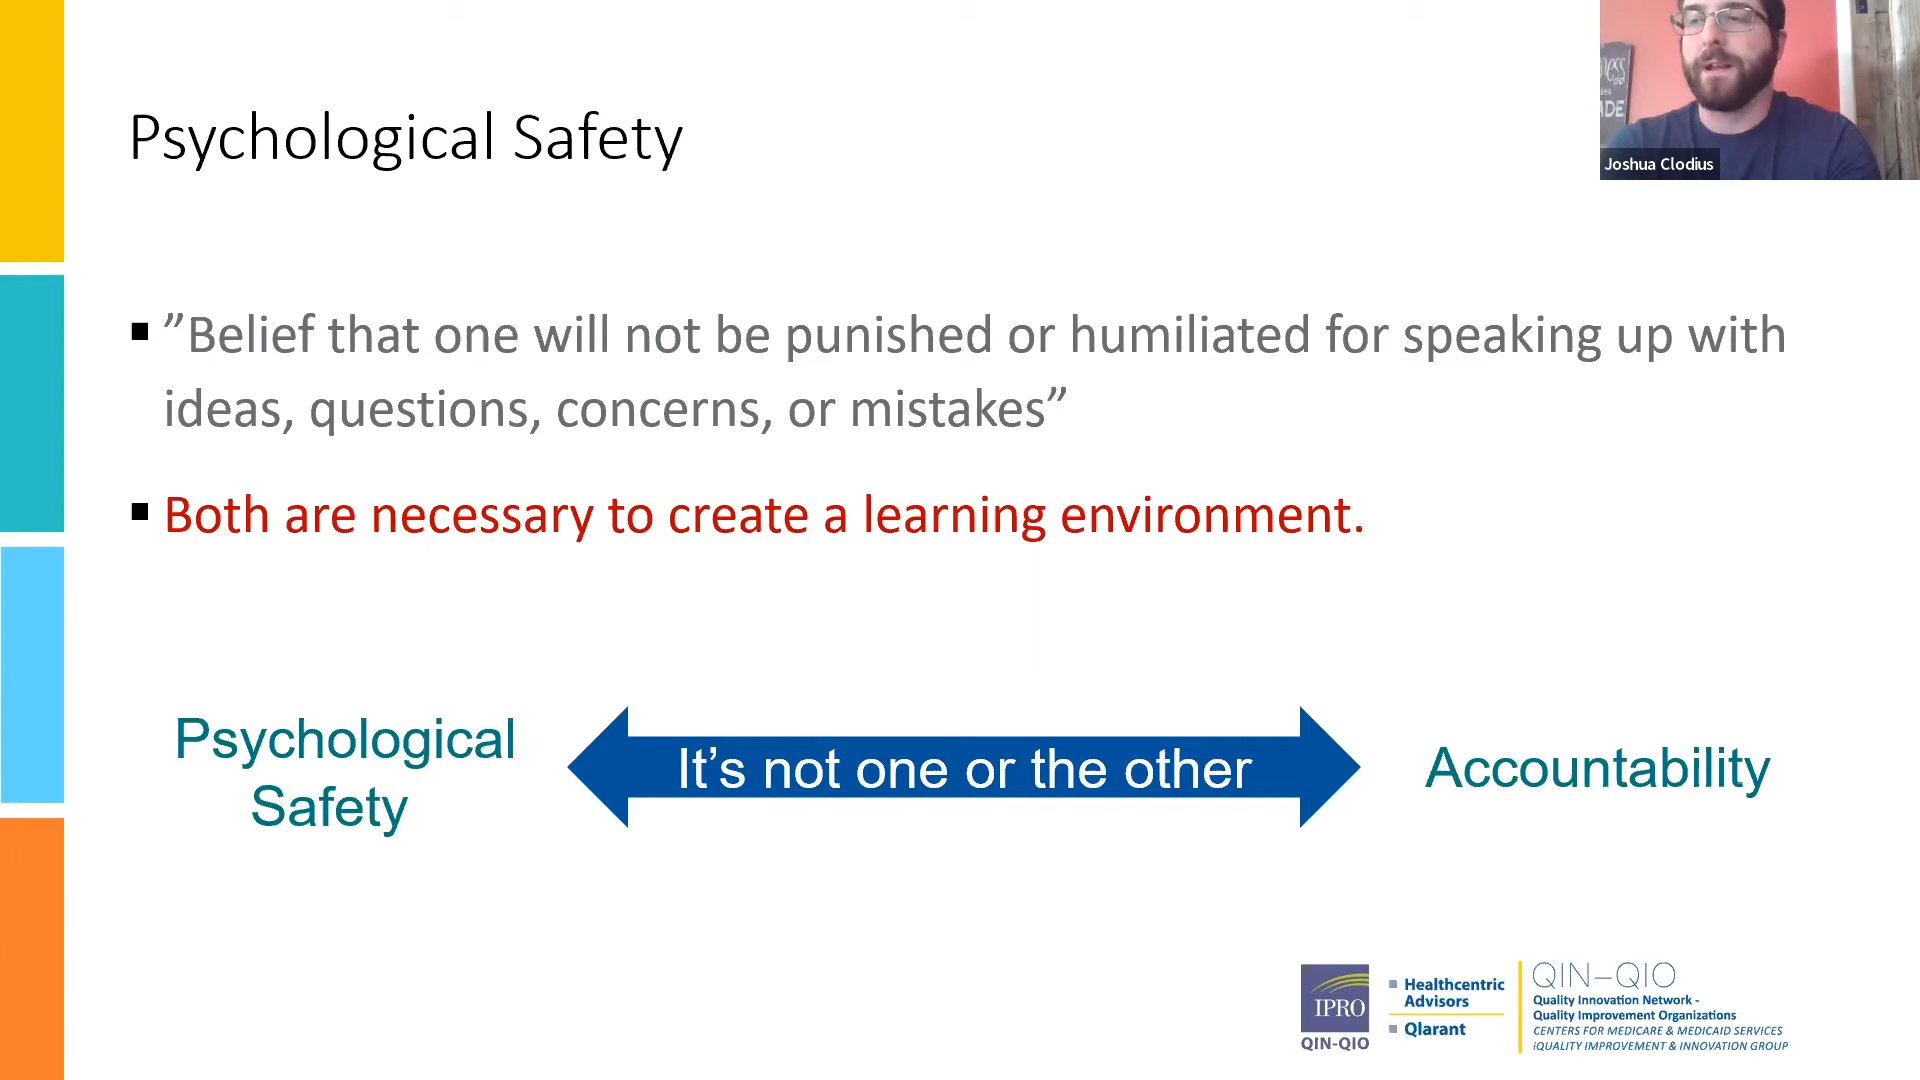 Psychological Safety
ness
is
ADE
Joshua Clodius
”Belief that one will not be punished or humiliated for speaking up with
ideas, questions, concerns, or mistakes”
Both are necessary to create a learning environment.
Psychological
Safety
It’s not one or the other
Accountability
IPRO
QIN-QIO
Healthcentric
Advisors
Qlarant
QIN–QIO
Quality Innovation Network -
Quality Improvement Organizations
CENTERS FOR MEDICARE & MEDICAID SERVICES
iQUALITY IMPROVEMENT & INNOVATION GROUP